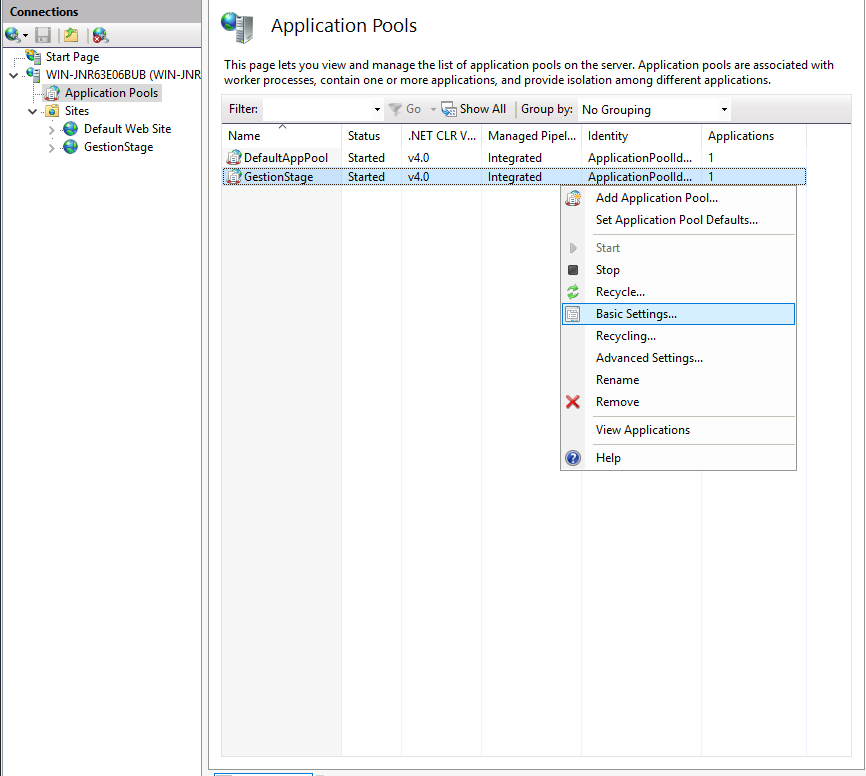 Connections
Start Page
WIN-JNR63E06BUB (WIN-JNR
Application Pools
Sites
Default Web Site
GestionStage
Application Pools
This page lets you view and manage the list of application pools on the server. Application pools are associated with
worker processes, contain one or more applications, and provide isolation among different applications.
Filter: Go Show All Group by: No Grouping
Name Status .NET CLR V... Managed Pipel... Identity Applications
DefaultAppPool Started v4.0 Integrated ApplicationPoolId... 1
GestionStage Started v4.0 Integrated ApplicationPoolId... 1
Add Application Pool...
Set Application Pool Defaults...
Start
Stop
Recycle...
Basic Settings...
Recycling...
Advanced Settings...
Rename
Remove
View Applications
Help